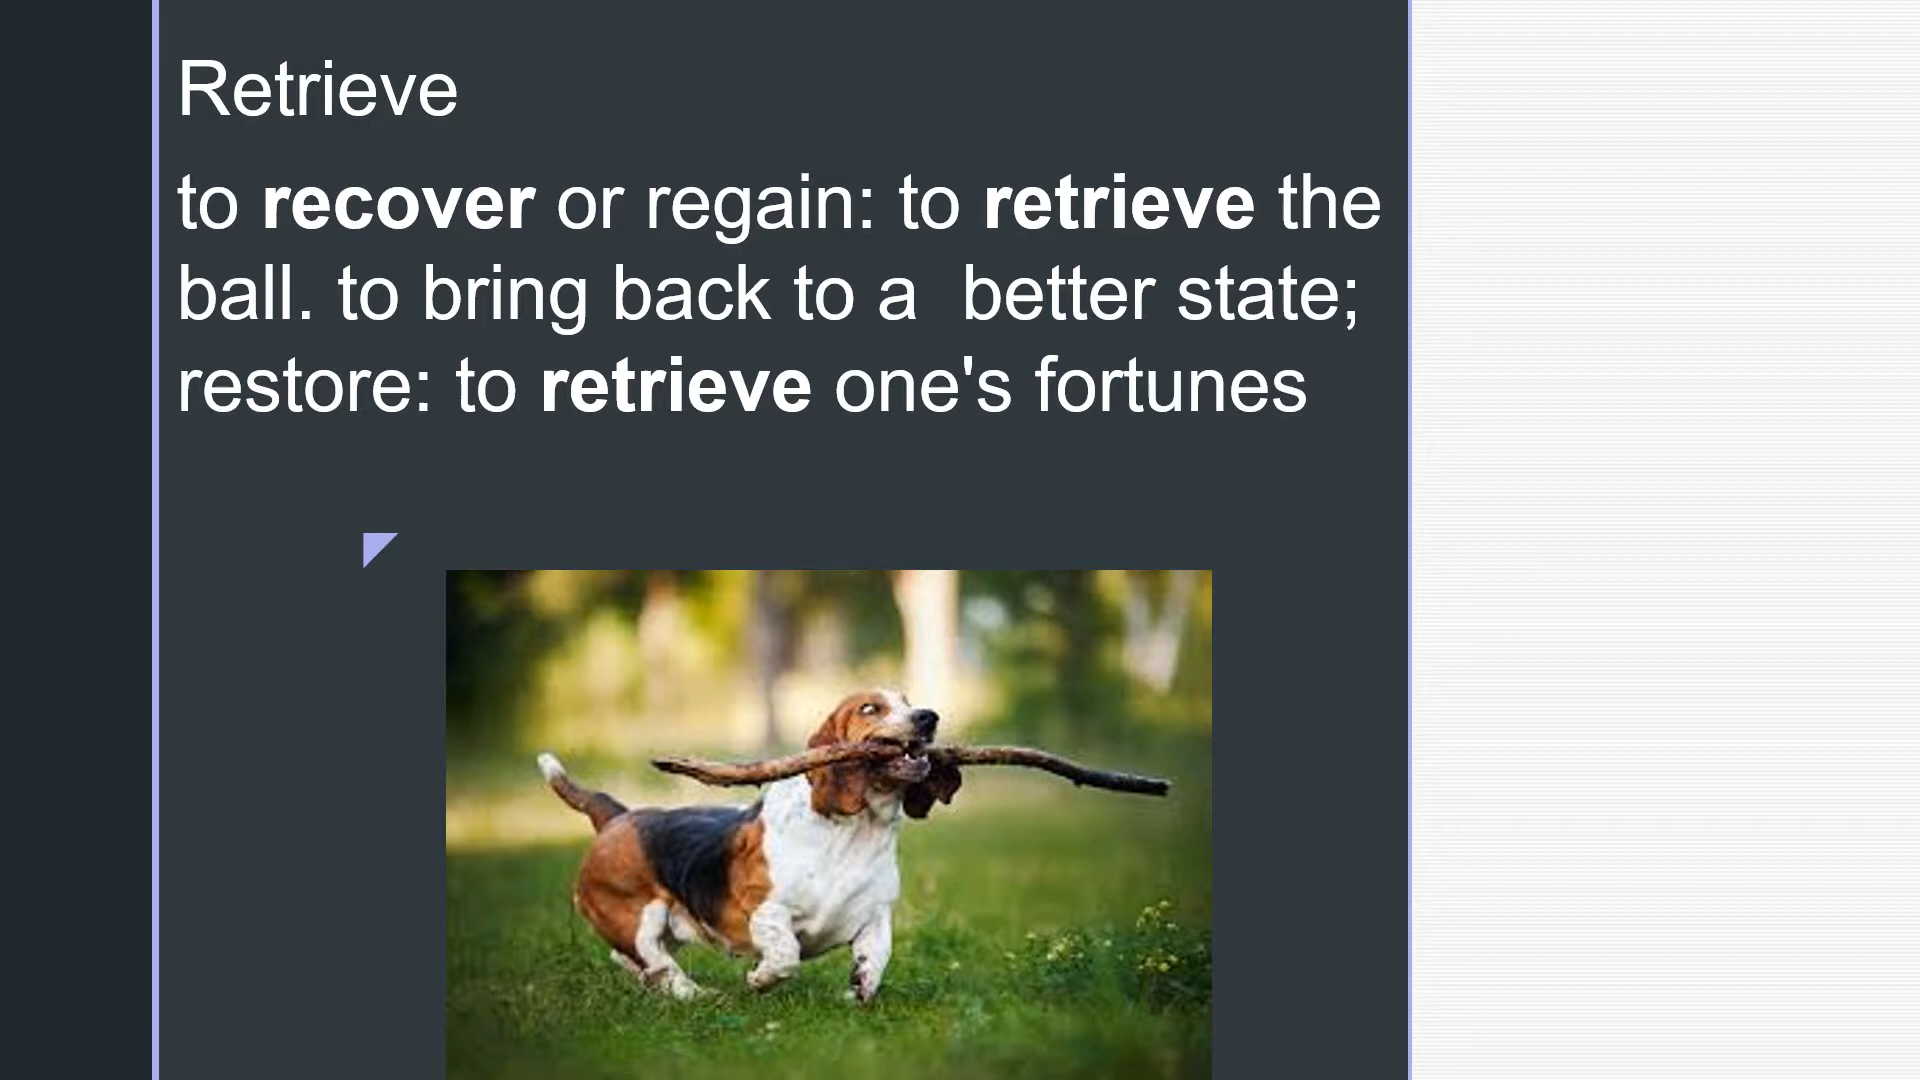 Retrieve
to recover or regain: to retrieve the
ball. to bring back to a  better state;
restore: to retrieve one's fortunes